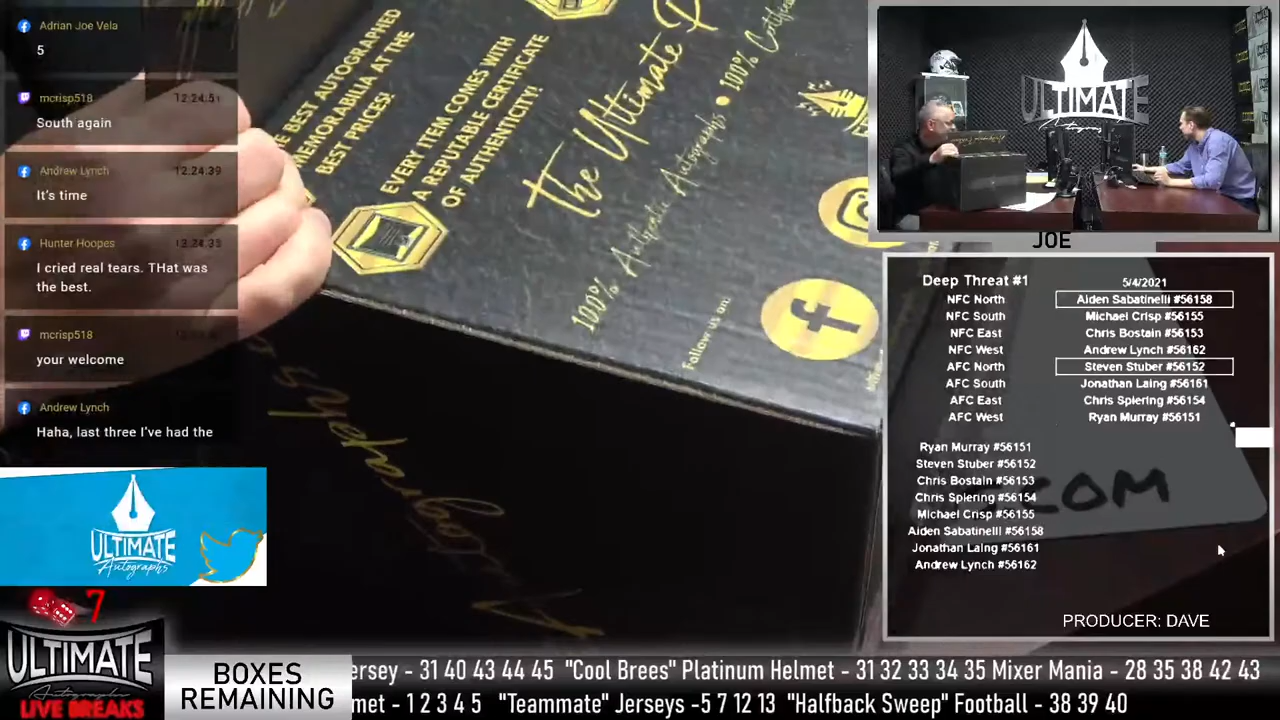 Adrian Joe Vela
5
mcrisp518 12:24:51
South again
Andrew Lynch 12:24:39
It's time
Hunter Hoopes
I cried real tears. THat was
the best.
mcrisp518
your welcome
Andrew Lynch
Haha, last three I've had the
ULTIMATE
Autographs
7
ULTIMATE
Autographs
LIVE BREAKS
BOXES
REMAINING
BEST AUTOGRAPHED
MEMORABILIA AT THE
BEST PRICES!
EVERY ITEM COMES WITH
A REPUTABLE CERTIFICATE
OF AUTHENTICITY!
The Ultimate
100% Authentic Autographs • 100%
Follow us on:
f
Autographs
ULTIMATE
JOE
Deep Threat #1 5/4/2021
NFC North Aiden Sabatinelli #56158
NFC South Michael Crisp #56155
NFC East Chris Bostain #56153
NFC West Andrew Lynch #56162
AFC North Steven Stuber #56152
AFC South Jonathan Laing #56161
AFC East Chris Spiering #56154
AFC West Ryan Murray #56151
Ryan Murray #56151
Steven Stuber #56152
Chris Bostain #56153
Chris Spiering #56154
Michael Crisp #56155
Aiden Sabatinelli #56158
Jonathan Laing #56161
Andrew Lynch #56162
COM
PRODUCER: DAVE
ersey - 31 40 43 44 45 "Cool Brees" Platinum Helmet - 31 32 33 34 35 Mixer Mania - 28 35 38 42 43
met - 1 2 3 4 5 "Teammate" Jerseys -5 7 12 13 "Halfback Sweep" Football - 38 39 40